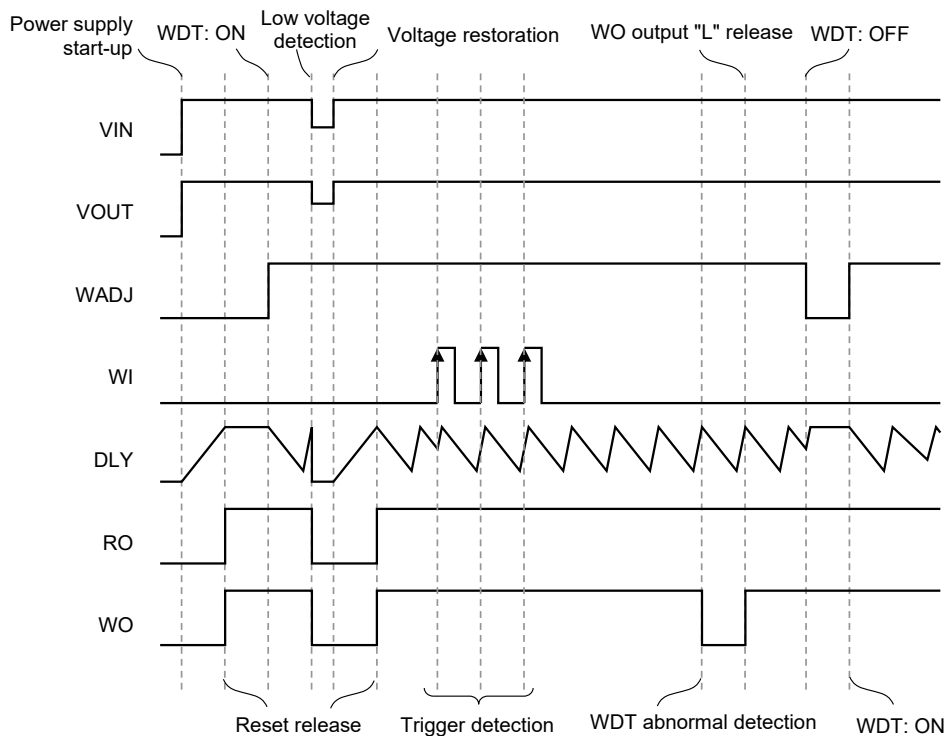 Power supply
start-up
WDT: ON
Low voltage
detection
Voltage restoration
WO output "L" release
WDT: OFF
VIN
VOUT
WADJ
WI
DLY
RO
WO
Reset release
Trigger detection
WDT abnormal detection
WDT: ON